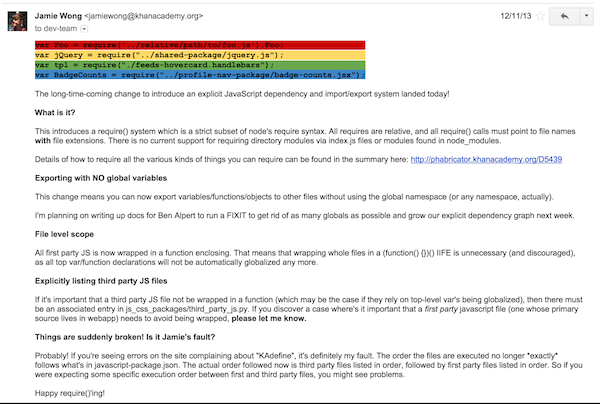 Jamie Wong <jamiewong@khanacademy.org>
12/11/13
to dev-team
var Foo = require("../relative/path/to/foo.js").Foo;
var jQuery = require("../shared-package/jquery.js");
var tpl = require("./feeds-hovercard.handlebars");
var BadgeCounts = require("../profile-nav-package/badge-counts.jsx");
The long-time-coming change to introduce an explicit JavaScript dependency and import/export system landed today!
What is it?
This introduces a require() system which is a strict subset of node's require syntax. All requires are relative, and all require() calls must point to file names
with file extensions. There is no current support for requiring directory modules via index.js files or modules found in node_modules.
Details of how to require all the various kinds of things you can require can be found in the summary here: http://phabricator.khanacademy.org/D5439
Exporting with NO global variables
This change means you can now export variables/functions/objects to other files without using the global namespace (or any namespace, actually).
I'm planning on writing up docs for Ben Alpert to run a FIXIT to get rid of as many globals as possible and grow our explicit dependency graph next week.
File level scope
All first party JS is now wrapped in a function enclosing. That means that wrapping whole files in a (function() {})() IIFE is unnecessary (and discouraged),
as all top var/function declarations will not be automatically globalized any more.
Explicitly listing third party JS files
If it's important that a third party JS file not be wrapped in a function (which may be the case if they rely on top-level var's being globalized), then there must
be an associated entry in js_css_packages/third_party_js.py. If you discover a case where's it important that a first party javascript file (one whose primary
source lives in webapp) needs to avoid being wrapped, please let me know.
Things are suddenly broken! Is it Jamie's fault?
Probably! If you're seeing errors on the site complaining about "KAdefine", it's definitely my fault. The order the files are executed no longer *exactly*
follows what's in javascript-package.json. The actual order followed now is third party files listed in order, followed by first party files listed in order. So if you
were expecting some specific execution order between first and third party files, you might see problems.
Happy require()'ing!